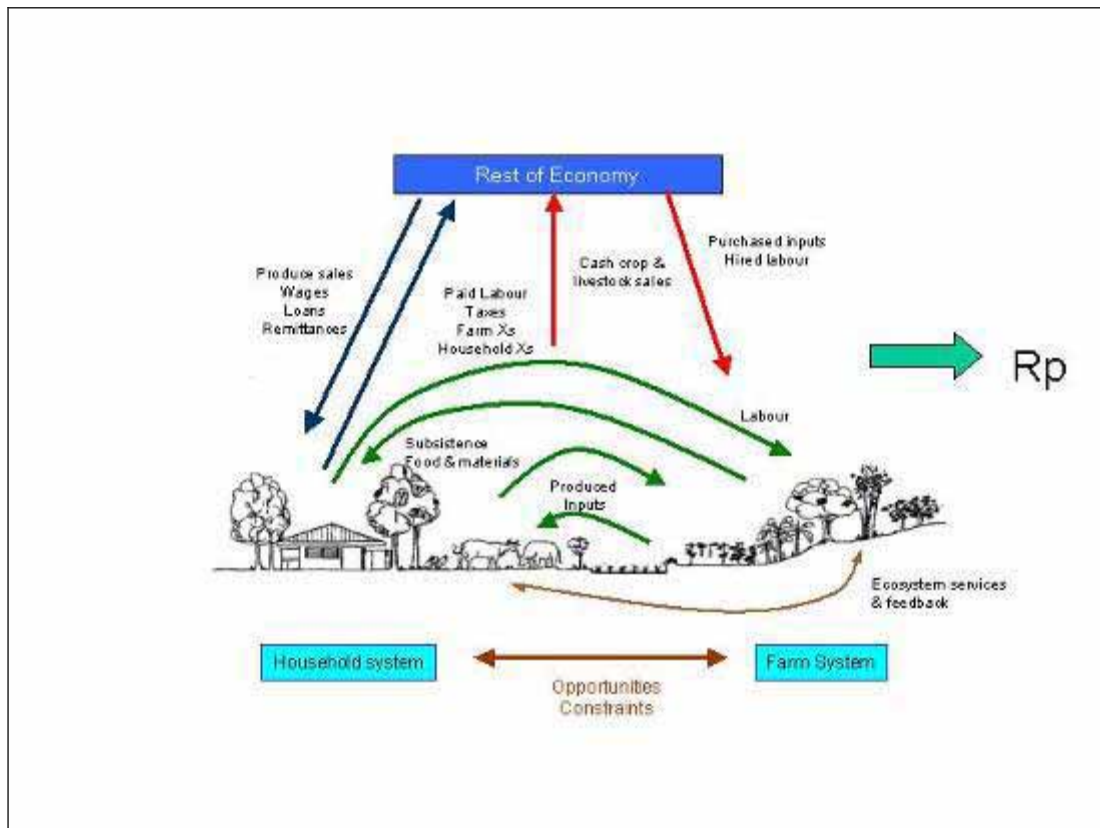 Rest of Economy
Purchased inputs
Hired labour
Cash crop &
livestock sales
Produce sales
Wages
Loans
Remittances
Paid Labour
Taxes
Farm Xs
Household Xs
Rp
Labour
Subsistence
Food & materials
Produced
Inputs
Ecosystem services
& feedback
Household system
Farm System
Opportunities
Constraints